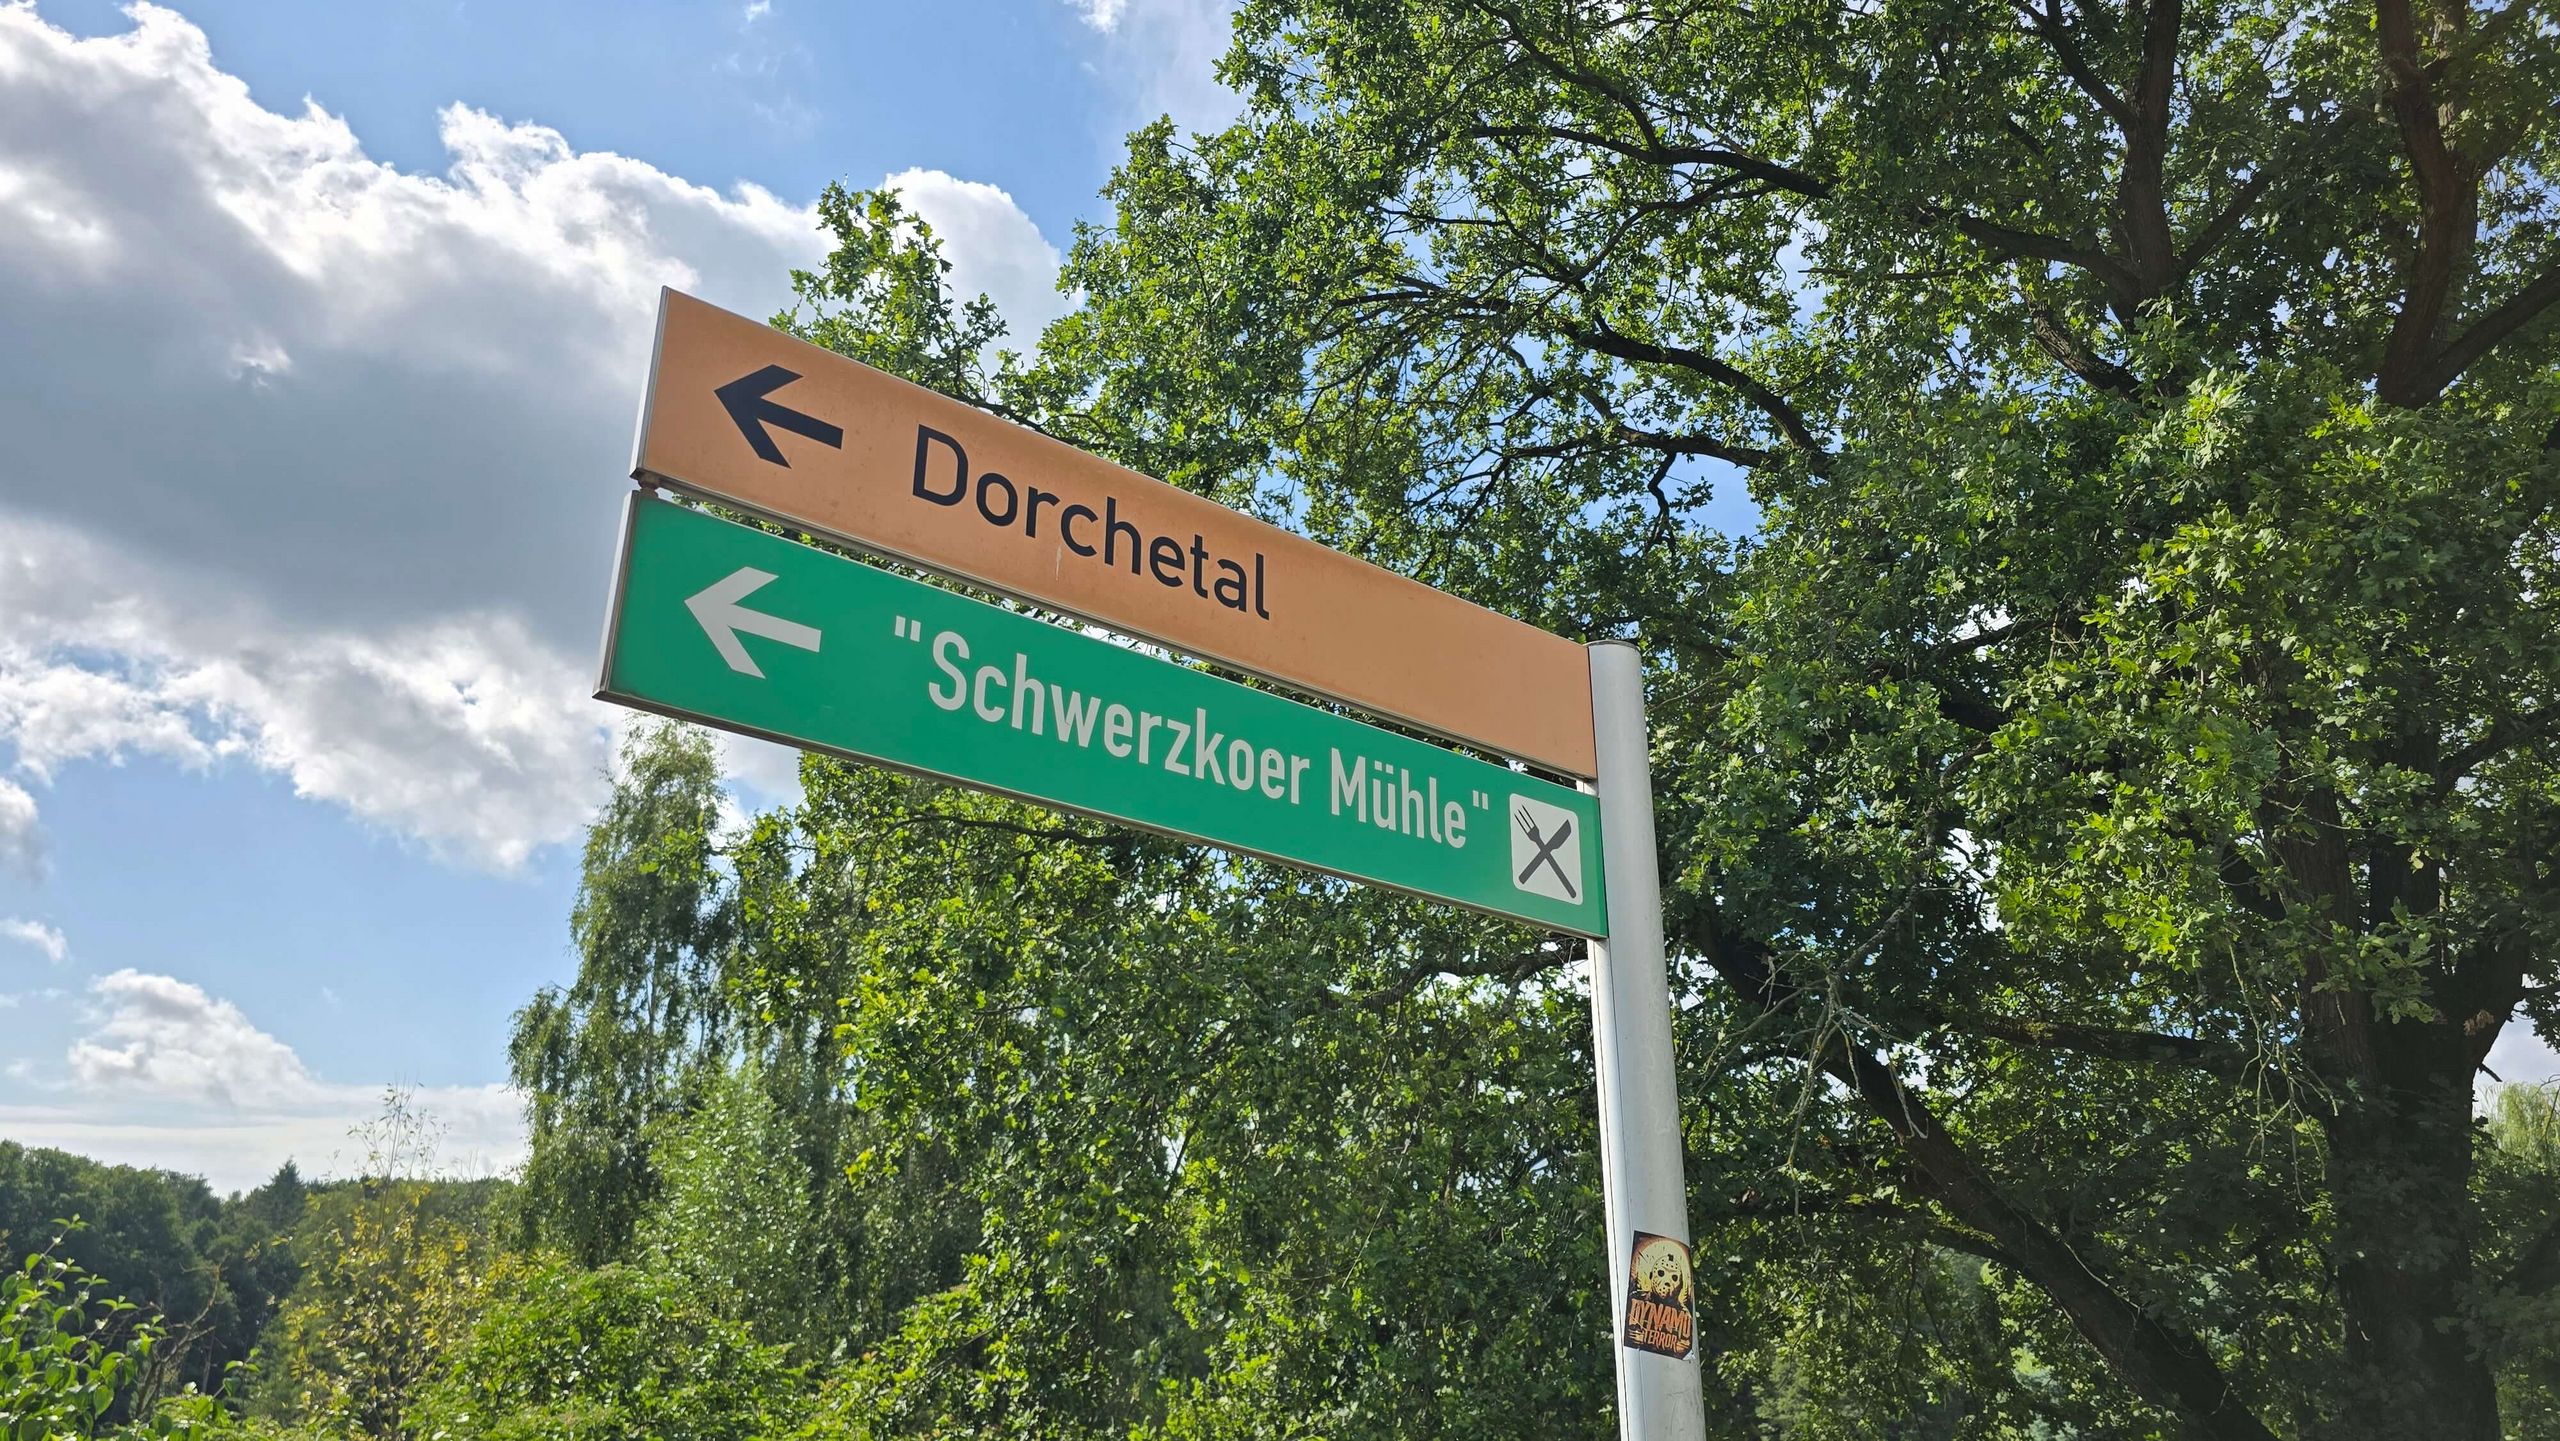 Dorchetal
"Schwerzkoer Mühle"
DYNAMO
TERROR